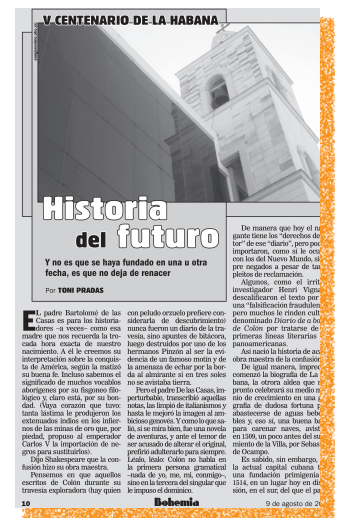 V CENTENARIO DE LA HABANA
Historia
del futuro
Y no es que se haya fundado en una u otra
fecha, es que no deja de renacer
Por TONI PRADAS
EL padre Bartolomé de las
Casas es para los historia-
dores –a veces– como esa
madre que nos recuerda la tro-
cada hora exacta de nuestro
nacimiento. A él le creemos su
interpretación sobre la conquis-
ta de América, según la matizó
su buena fe. Incluso sabemos el
significado de muchos vocablos
aborígenes por su fisgoneo filo-
lógico y, claro está, por su bon-
dad. (Vaya corazón que tuvo:
tanta lástima le produjeron los
extenuados indios en los infier-
nos de las minas de oro que, por
piedad, propuso al emperador
Carlos V la importación de ne-
gros para sustituirlos).
Dijo Shakespeare que la con-
fusión hizo su obra maestra.
Pensemos en que aquellos
escritos de Colón durante su
travesía exploradora (hay quien
con peludo orzuelo prefiere con-
siderarla de descubrimiento)
nunca fueron un diario de la tra-
vesía, sino apuntes de bitácora,
luego destruidos por uno de los
hermanos Pinzón al ser la evi-
dencia de un famoso motín y de
la amenaza de echar por la bor-
da al almirante si en tres soles
no se avistaba tierra.
Pero el padre De las Casas, im-
perturbable, transcribió aquellas
notas, las limpió de italianismos y
hasta le mejoró la imagen al am-
bicioso genovés. Y como que sa-
lió, si se mira bien, fue una novela
de aventuras, y ante el temor de
ser acusado de alterar el original,
prefirió adulterarlo para siempre.
Léalo, léalo: Colón no habla en
la primera persona gramatical
–nada de yo, me, mi, conmigo–,
sino en la tercera del singular que
le impuso el dominico.
De manera que hoy el n
gante tiene los "derechos de
tor" de ese "diario", pero poc
importaron, como si le ocu
con los del Nuevo Mundo, si
pre negados a pesar de tan
pleitos de reclamación.
Algunos, como el irrit
investigador Henri Vigna
descalificaron el texto por
una "falsificación fraudulen
pero muchos le rinden cult
denominado Diario de a bo
de Colón por tratarse de
primeras líneas literarias
panoamericanas.
Así nació la historia de as
obra maestra de la confusión
De igual manera, impre
comenzó la biografía de La
bana, la otrora aldea que
pronto celebrará su medio n
nio de crecimiento en una g
grafía de dudosa fortuna p
abastecerse de aguas bebe
bles y, eso sí, una buena ta
para carenar naves, avist
en 1509, un poco antes del su
miento de la Villa, por Sebas
de Ocampo.
Es sabido, sin embargo,
la actual capital cubana t
una fundación primigenia
1514, en un lugar hoy en dis
sión, en el sur, del que el pa
10
Bohemia
9 de agosto de 20